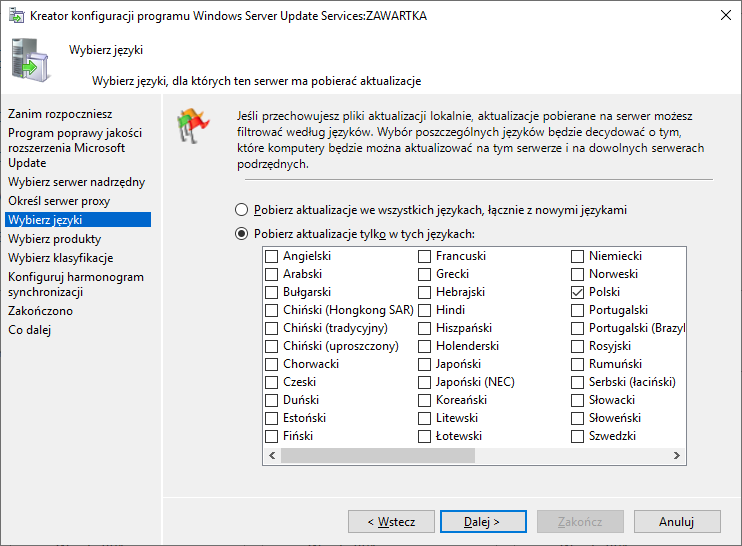 Kreator konfiguracji programu Windows Server Update Services:ZAWARTKA
Wybierz języki
Wybierz języki, dla których ten serwer ma pobierać aktualizacje
Zanim rozpoczniesz
Program poprawy jakości
rozszerzenia Microsoft
Update
Wybierz serwer nadrzędny
Określ serwer proxy
Wybierz języki
Wybierz produkty
Wybierz klasyfikacje
Konfiguruj harmonogram
synchronizacji
Zakończono
Co dalej
Jeśli przechowujesz pliki aktualizacji lokalnie, aktualizacje pobierane na serwer możesz
filtrować według języków. Wybór poszczególnych języków będzie decydować o tym,
które komputery będzie można aktualizować na tym serwerze i na dowolnych serwerach
podrzędnych.
Pobierz aktualizacje we wszystkich językach, łącznie z nowymi językami
Pobierz aktualizacje tylko w tych językach:
Angielski
Arabski
Bułgarski
Chiński (Hongkong SAR)
Chiński (tradycyjny)
Chiński (uproszczony)
Chorwacki
Czeski
Duński
Estoński
Fiński
Francuski
Grecki
Hebrajski
Hindi
Hiszpański
Holenderski
Japoński
Japoński (NEC)
Koreański
Litewski
Łotewski
Niemiecki
Norweski
Polski
Portugalski
Portugalski (Brazyl
Rosyjski
Rumuński
Serbski (łaciński)
Słowacki
Słoweński
Szwedzki
< Wstecz
Dalej >
Zakończ
Anuluj